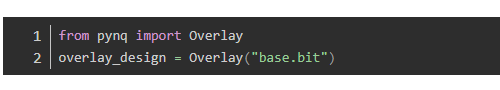 1 from pynq import Overlay
2 overlay_design = Overlay("base.bit")